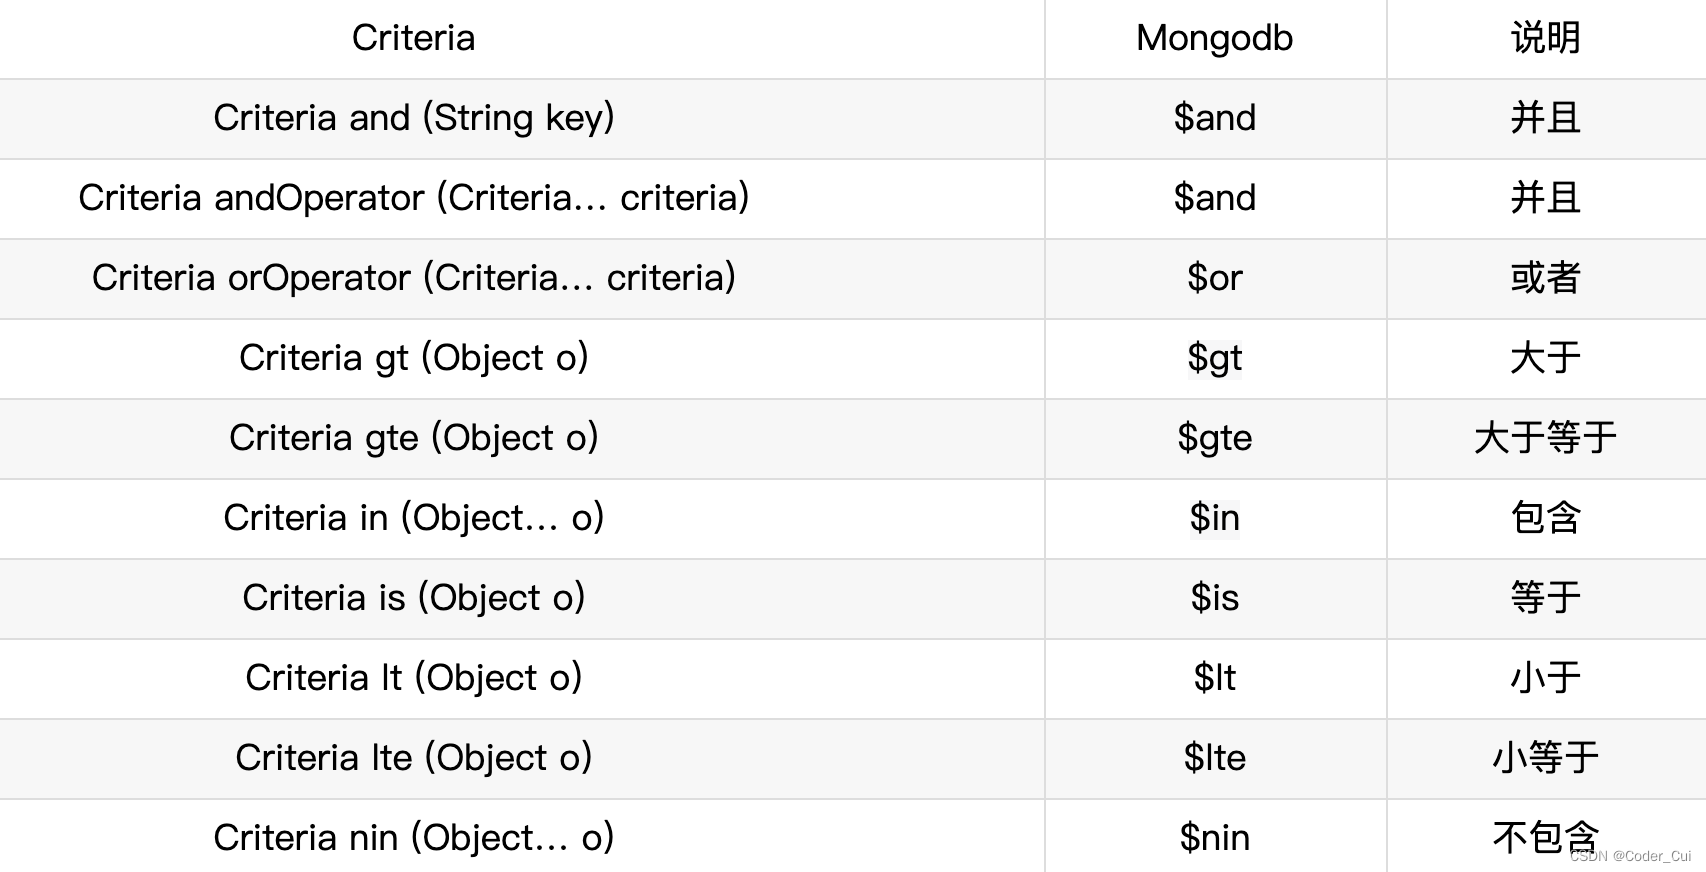 Criteria Mongodb 说明
Criteria and (String key) $and 并且
Criteria andOperator (Criteria… criteria) $and 并且
Criteria orOperator (Criteria… criteria) $or 或者
Criteria gt (Object o) $gt 大于
Criteria gte (Object o) $gte 大于等于
Criteria in (Object… o) $in 包含
Criteria is (Object o) $is 等于
Criteria lt (Object o) $lt 小于
Criteria lte (Object o) $lte 小等于
Criteria nin (Object… o) $nin 不包含
CSDN @Coder_Cui